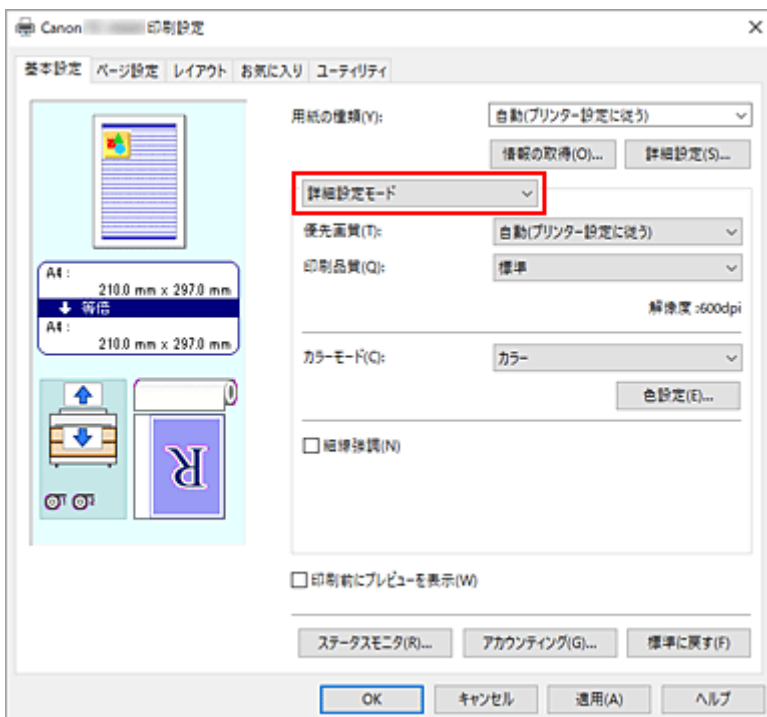 Canon 印刷設定
基本設定 ページ設定 レイアウト お気に入り ユーティリティ
用紙の種類(Y): 自動(プリンター設定に従う)
情報の取得(O)... 詳細設定(S)...
詳細設定モード
優先画質(T): 自動(プリンター設定に従う)
印刷品質(Q): 標準
解像度 :600dpi
A4 :
210.0 mm x 297.0 mm
等倍
A4 :
210.0 mm x 297.0 mm
カラーモード(C): カラー
色設定(E)...
細線強調(N)
R
印刷前にプレビューを表示(W)
ステータスモニタ(R)... アカウンティング(G)... 標準に戻す(F)
OK キャンセル 適用(A) ヘルプ